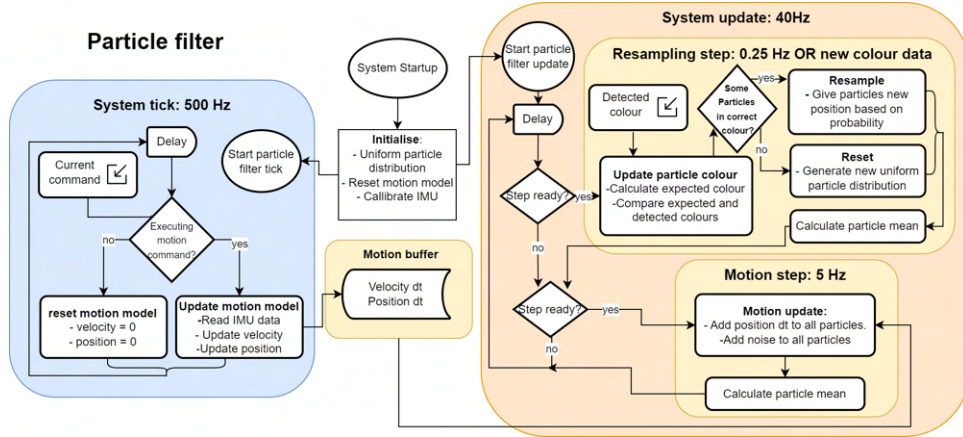 Particle filter
System tick: 500 Hz
Delay
Current
command
Executing
motion
command?
no
yes
reset motion model
- velocity = 0
- position = 0
Update motion model
-Read IMU data
- Update velocity
-Update position
System Startup
Start particle
filter tick
Initialise:
- Uniform particle
distribution
- Reset motion model
- Callibrate IMU
Motion buffer
Velocity dt
Position dt
System update: 40Hz
Start particle
filter update
Delay
Step ready?
yes
no
Step ready?
yes
no
Resampling step: 0.25 Hz OR new colour data
Detected
colour
Update particle colour
-Calculate expected colour
-Compare expected and
detected colours
Some
Particles
in correct
colour?
yes
no
Resample
- Give particles new
position based on
probability
Reset
- Generate new uniform
particle distribution
Calculate particle mean
Motion step: 5 Hz
Motion update:
- Add position dt to all particles.
-Add noise to all particles
Calculate particle mean